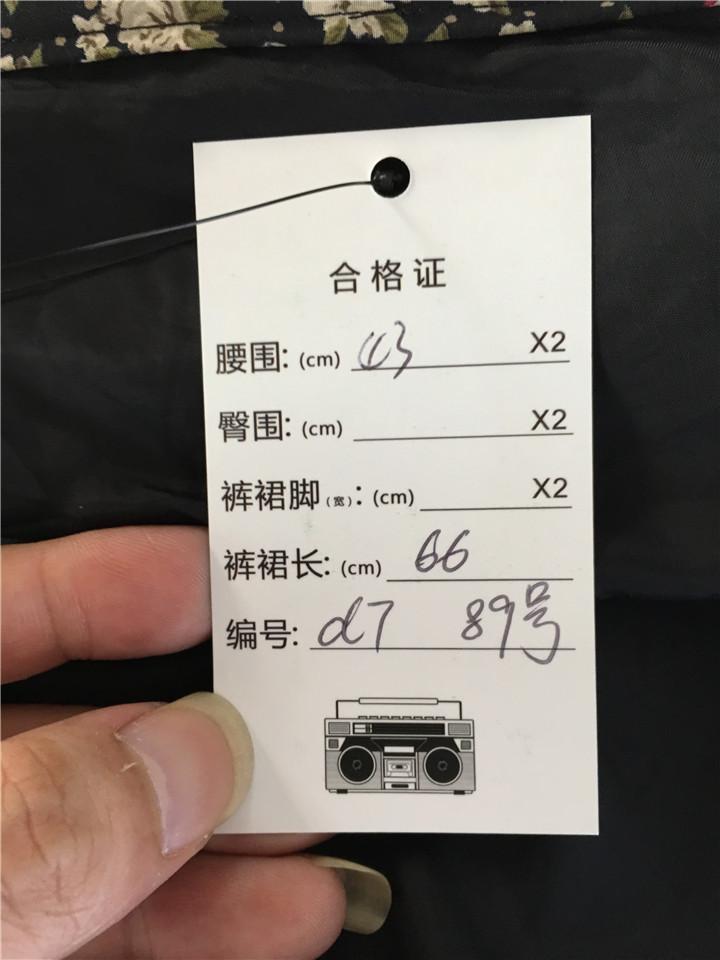 合格证
腰围: (cm) 43 X2
臀围: (cm) X2
裤裙脚(宽): (cm) X2
裤裙长: (cm) 66
编号: d7 89号